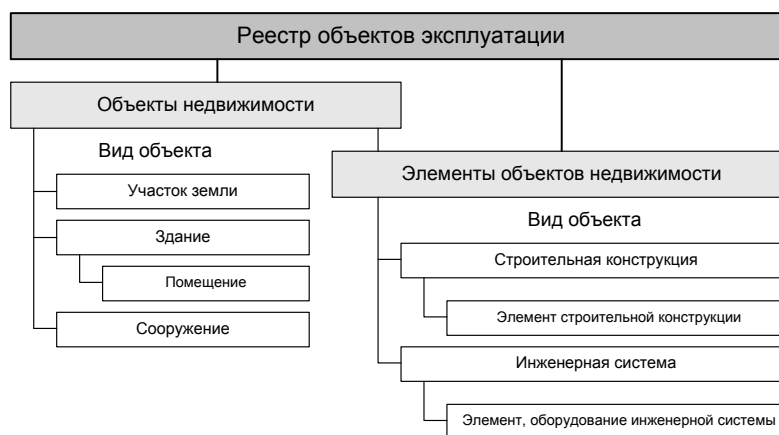 Реестр объектов эксплуатации
Объекты недвижимости
Вид объекта
Участок земли
Здание
Помещение
Сооружение
Элементы объектов недвижимости
Вид объекта
Строительная конструкция
Элемент строительной конструкции
Инженерная система
Элемент, оборудование инженерной системы